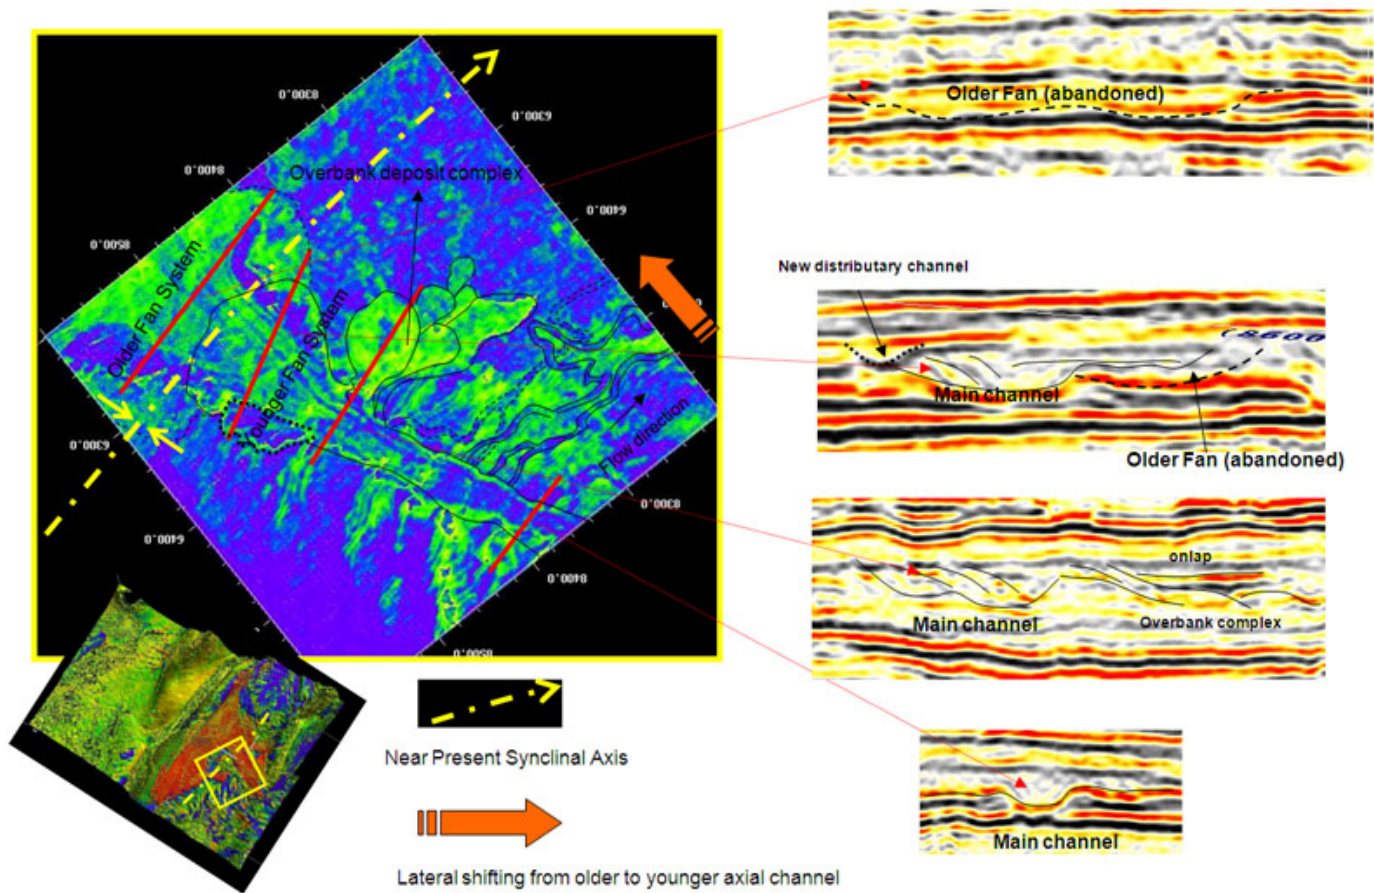 Older Fan (abandoned)
8300.0
6300.0
8400.0
Overbank deposit complex
6400.0
8500.0
Older Fan System
New distributary channel
Younger Fan System
Main channel
Older Fan (abandoned)
6300.0
Flow direction
8300.0
6400.0
8400.0
onlap
Main channel
Overbank complex
8500.0
Near Present Synclinal Axis
Main channel
Lateral shifting from older to younger axial channel